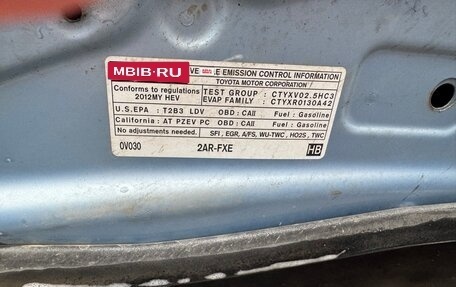 MBIB·RU
EMISSION CONTROL INFORMATION
TOYOTA MOTOR CORPORATION
Conforms to regulations
2012MY HEV
TEST GROUP : CTYXV02.5HC3
EVAP FAMILY : CTYXR0130A42
U.S.EPA : T2B3 LDV OBD: CAII Fuel : Gasoline
California : AT PZEV PC OBD : CAII Fuel : Gasoline
No adjustments needed. SFI, EGR, A/FS, WU-TWC, HO2S, TWC
0V030 2AR-FXE HB